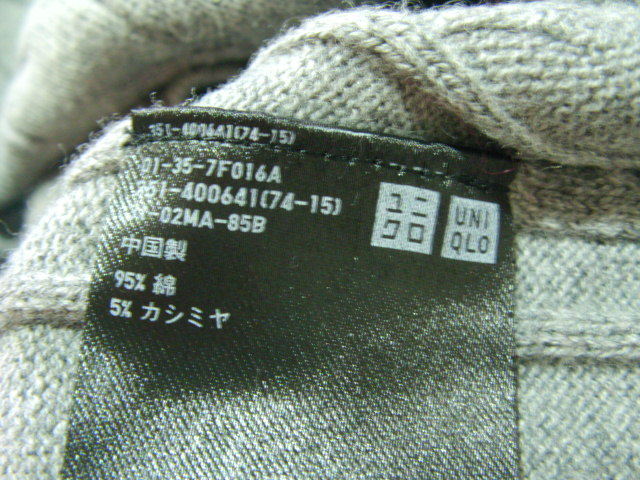 351-400641(74-15)
01-35-7F016A
351-400641(74-15)
-02MA-85B
中国製
95% 綿
5% カシミヤ
ユニ
クロ
UNI
QLO